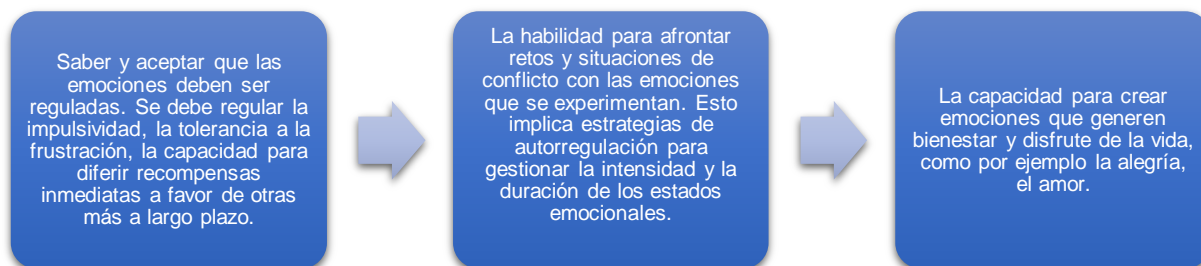 Saber y aceptar que las
emociones deben ser
reguladas. Se debe regular la
impulsividad, la tolerancia a la
frustración, la capacidad para
diferir recompensas
inmediatas a favor de otras
más a largo plazo.
La habilidad para afrontar
retos y situaciones de
conflicto con las emociones
que se experimentan. Esto
implica estrategias de
autorregulación para
gestionar la intensidad y la
duración de los estados
emocionales.
La capacidad para crear
emociones que generen
bienestar y disfrute de la vida,
como por ejemplo la alegría,
el amor.